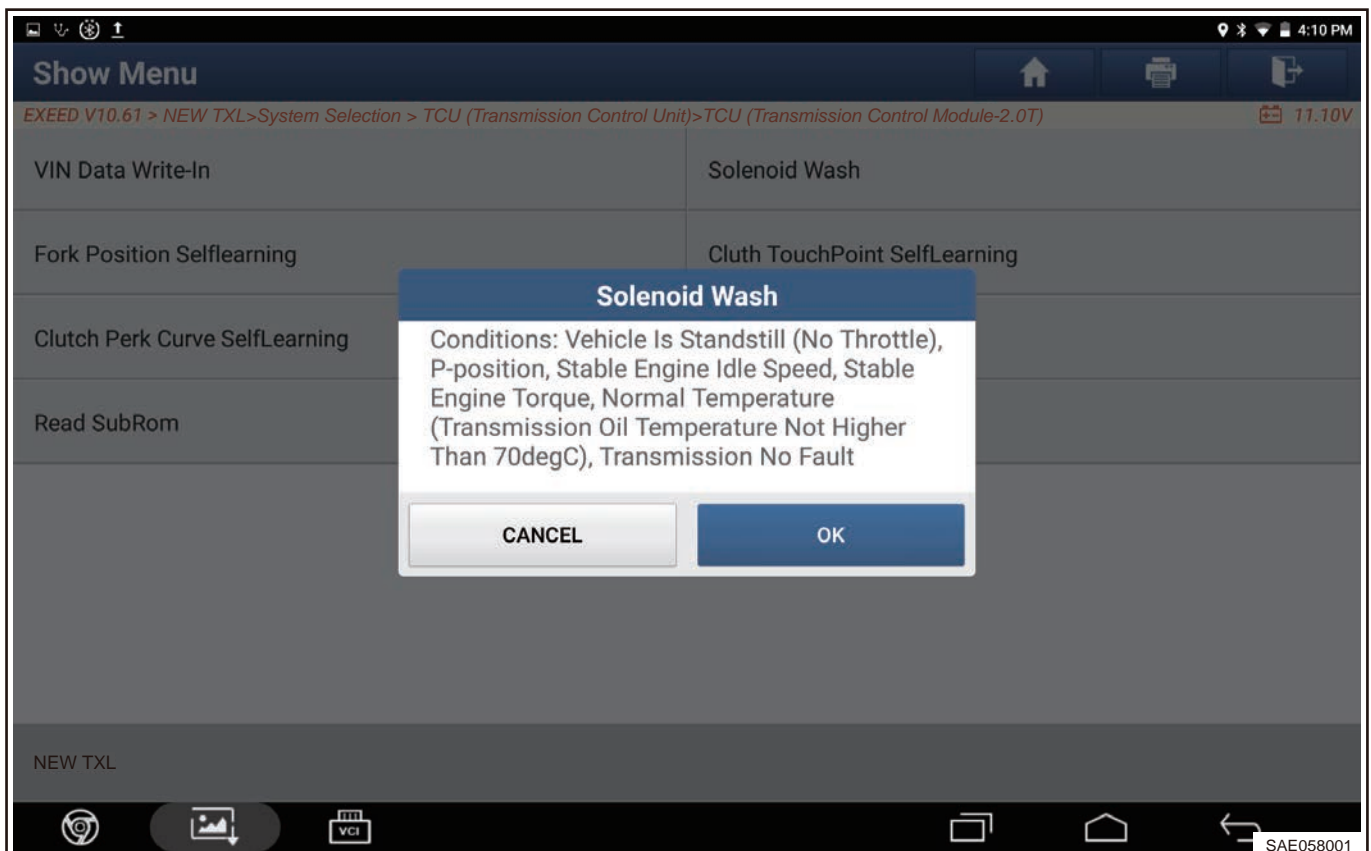 4:10 PM
Show Menu
EXEED V10.61 > NEW TXL>System Selection > TCU (Transmission Control Unit)>TCU (Transmission Control Module-2.0T)
11.10V
VIN Data Write-In
Solenoid Wash
Fork Position Selflearning
Cluth TouchPoint SelfLearning
Clutch Perk Curve SelfLearning
Read SubRom
Solenoid Wash
Conditions: Vehicle Is Standstill (No Throttle),
P-position, Stable Engine Idle Speed, Stable
Engine Torque, Normal Temperature
(Transmission Oil Temperature Not Higher
Than 70degC), Transmission No Fault
CANCEL
OK
NEW TXL
VCI
SAE058001